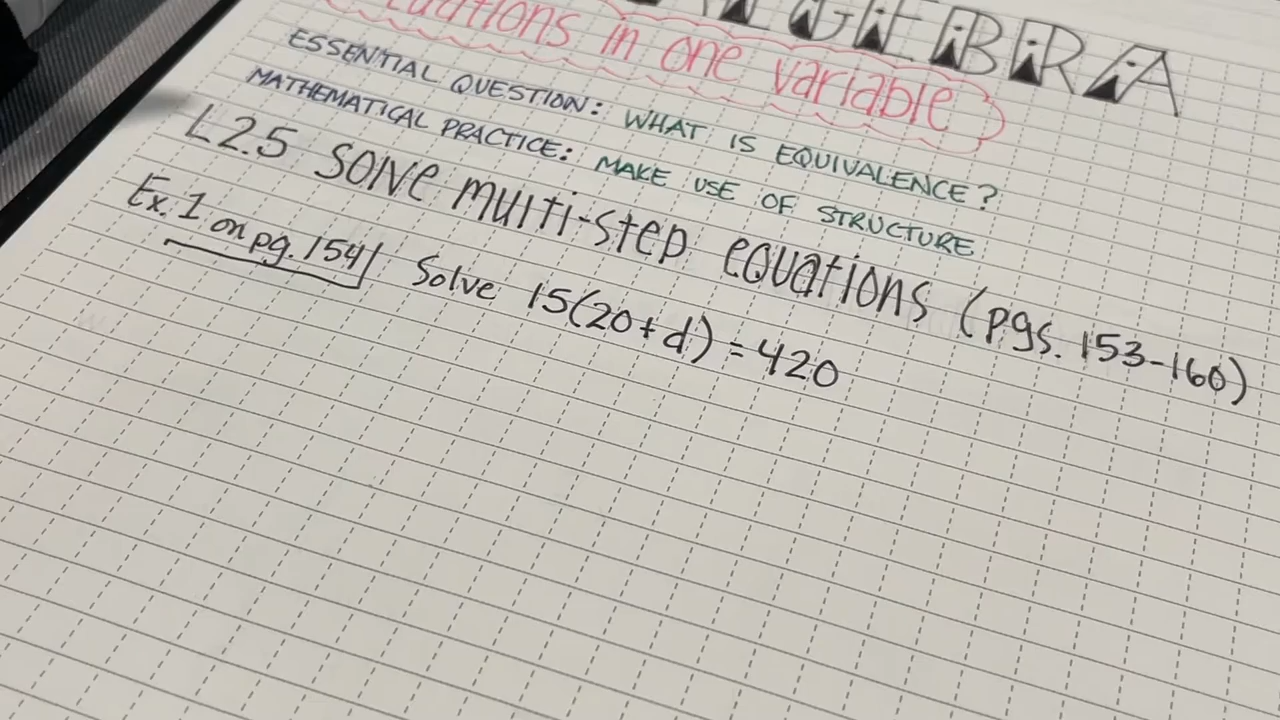 ALGEBRA
in one variable
ESSENTIAL QUESTION: WHAT IS EQUIVALENCE?
MATHEMATICAL PRACTICE: MAKE USE OF STRUCTURE
L2.5 SOLVE multi-step equations (pgs. 153-160)
Ex. 1 on pg. 154 Solve 15(20+d)=420